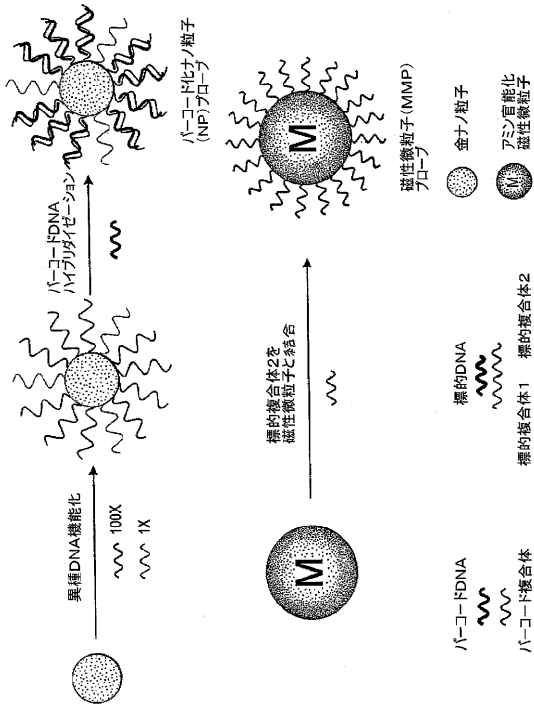 異種DNA機能化
100X
1X
バーコードDNA
ハイブリダイゼーション
バーコード化ナノ粒子
(NP)プローブ
M
標的複合体2を
磁性微粒子と結合
M
磁性微粒子(MMP)
プローブ
バーコードDNA
バーコード複合体
標的DNA
標的複合体1 標的複合体2
金ナノ粒子
M
アミン官能化
磁性微粒子